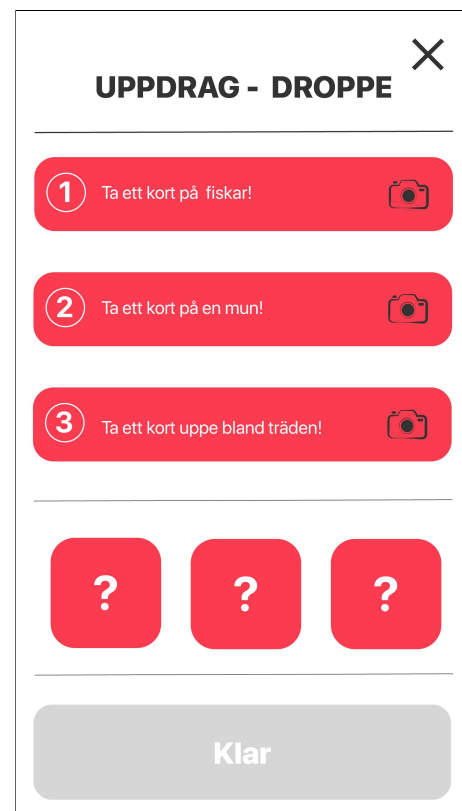 UPPDRAG - DROPPE
1 Ta ett kort på fiskar!
2 Ta ett kort på en mun!
3 Ta ett kort uppe bland träden!
? ? ?
Klar